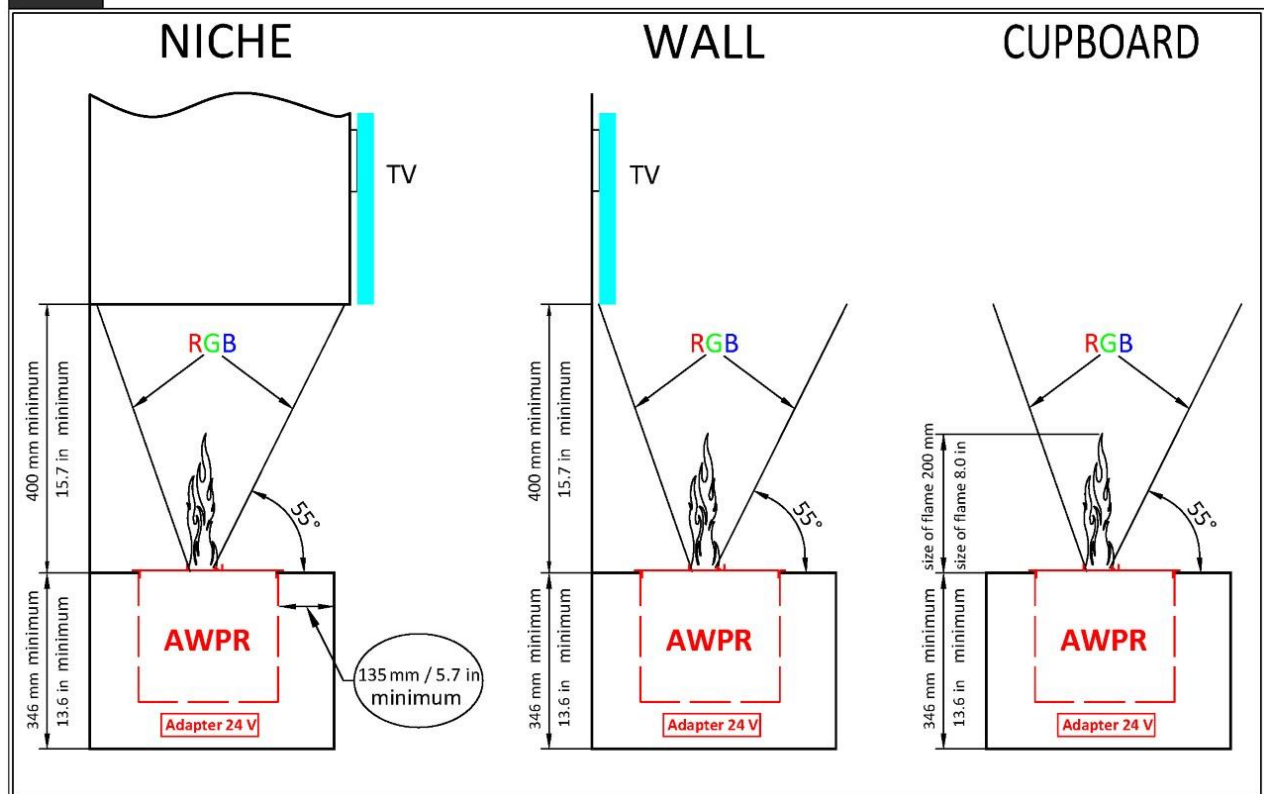 NICHE
WALL
CUPBOARD
TV
TV
RGB
RGB
RGB
400 mm minimum
15.7 in minimum
400 mm minimum
15.7 in minimum
size of flame 200 mm
size of flame 8.0 in
55°
55°
55°
346 mm minimum
13.6 in minimum
AWPR
Adapter 24 V
135 mm / 5.7 in
minimum
346 mm minimum
13.6 in minimum
AWPR
Adapter 24 V
346 mm minimum
13.6 in minimum
AWPR
Adapter 24 V